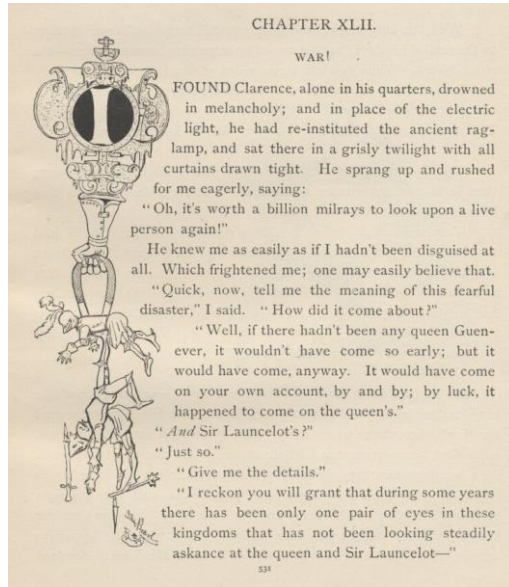 CHAPTER XLII.
WAR!
I FOUND Clarence, alone in his quarters, drowned
in melancholy; and in place of the electric
light, he had re-instituted the ancient rag-
lamp, and sat there in a grisly twilight with all
curtains drawn tight. He sprang up and rushed
for me eagerly, saying:
“Oh, it's worth a billion milrays to look upon a live
person again!”
He knew me as easily as if I hadn't been disguised at
all. Which frightened me; one may easily believe that.
“Quick, now, tell me the meaning of this fearful
disaster,” I said. “How did it come about?”
“Well, if there hadn't been any queen Guen-
ever, it wouldn't have come so early; but it
would have come, anyway. It would have come
on your own account, by and by; by luck, it
happened to come on the queen's.”
“And Sir Launcelot's?”
“Just so.”
“Give me the details.”
“I reckon you will grant that during some years
there has been only one pair of eyes in these
kingdoms that has not been looking steadily
askance at the queen and Sir Launcelot—”
531